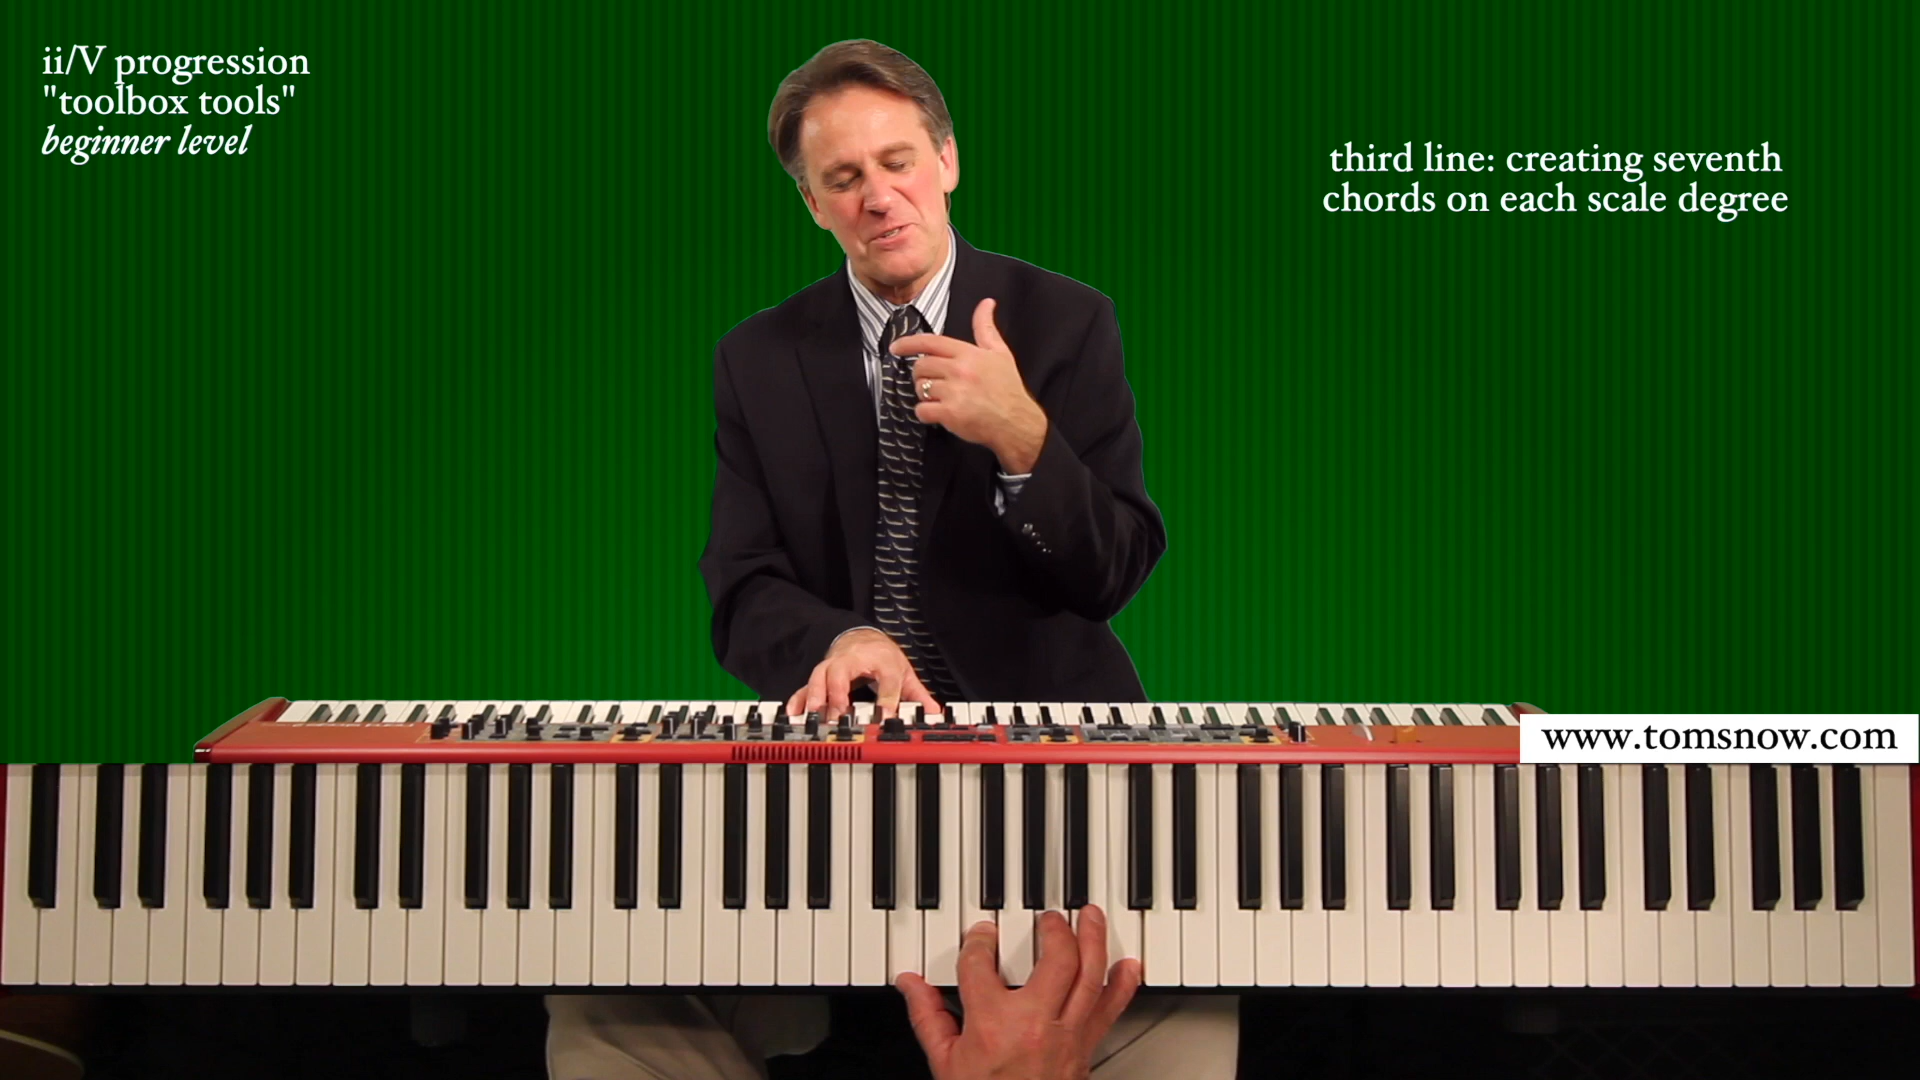 ii/V progression
"toolbox tools"
beginner level
third line: creating seventh
chords on each scale degree
www.tomsnow.com